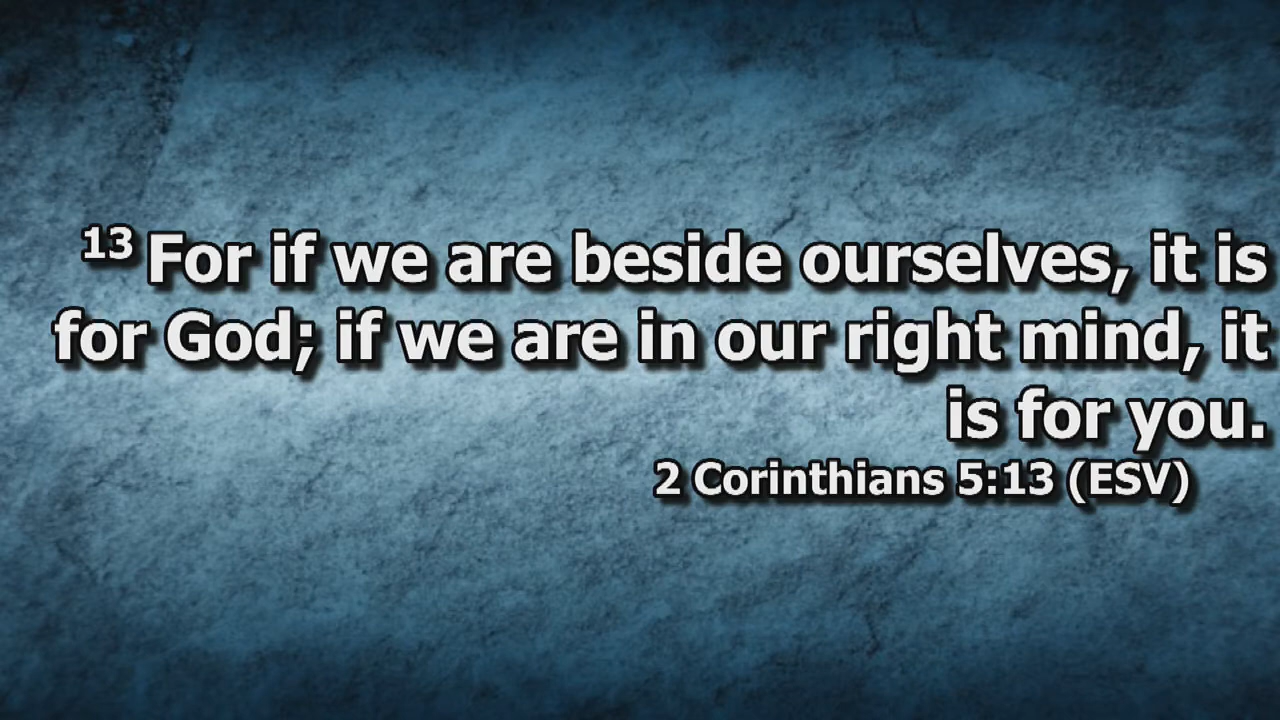 13 For if we are beside ourselves, it is
for God; if we are in our right mind, it
is for you.
2 Corinthians 5:13 (ESV)